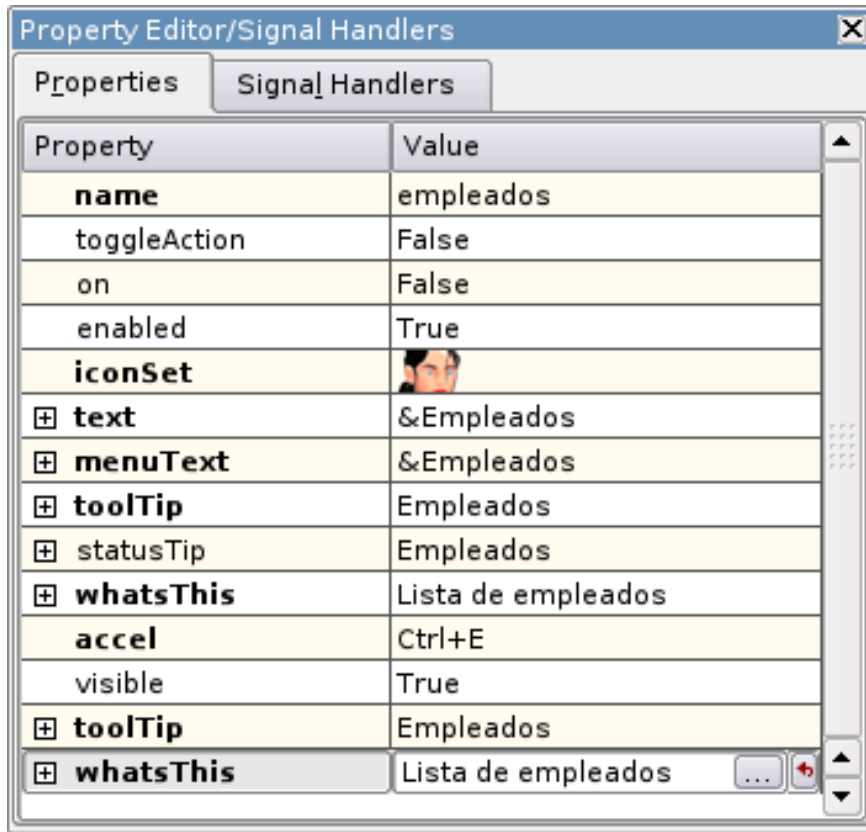 Property Editor/Signal Handlers
Properties Signal Handlers
Property Value
name empleados
toggleAction False
on False
enabled True
iconSet
text &Empleados
menuText &Empleados
toolTip Empleados
statusTip Empleados
whatsThis Lista de empleados
accel Ctrl+E
visible True
toolTip Empleados
whatsThis Lista de empleados ...